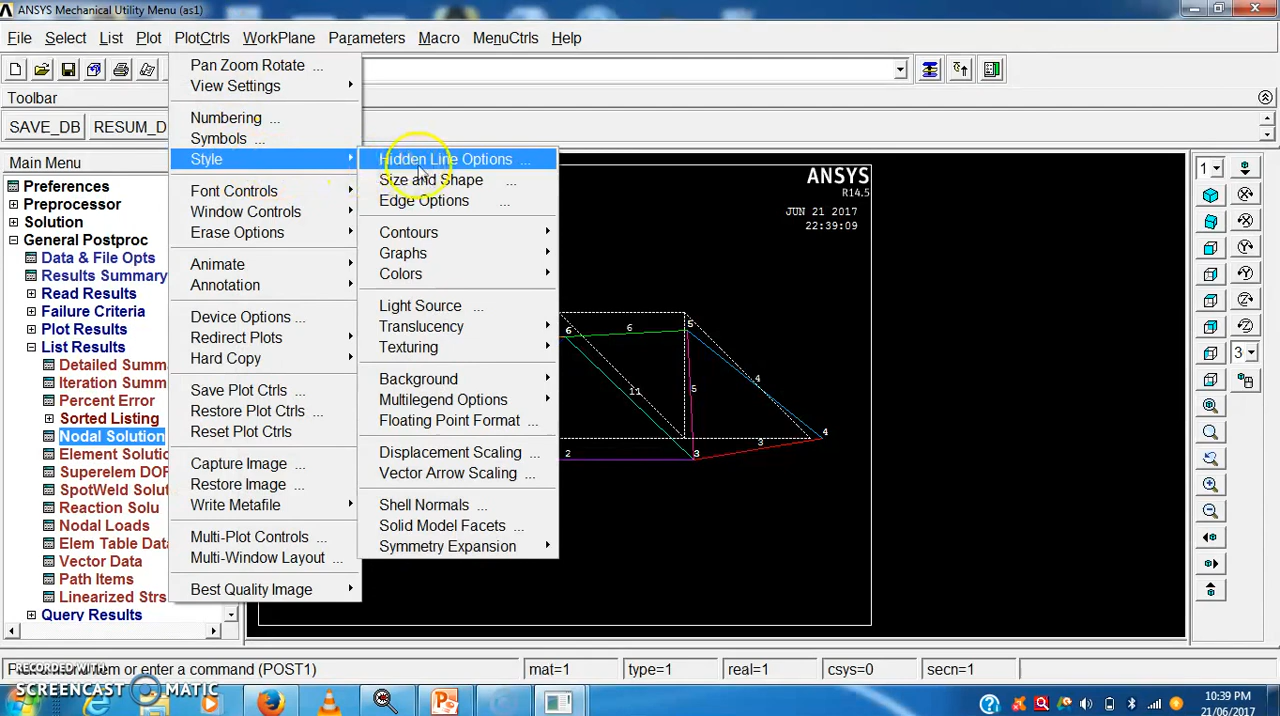 ANSYS Mechanical Utility Menu (as1)
File Select List Plot PlotCtrls WorkPlane Parameters Macro MenuCtrls Help
Toolbar
SAVE_DB RESUM_D
Main Menu
Preferences
Preprocessor
Solution
General Postproc
Data & File Opts
Results Summary
Read Results
Failure Criteria
Plot Results
List Results
Detailed Summ
Iteration Summ
Percent Error
Sorted Listing
Nodal Solution
Element Solutio
Superelem DOF
SpotWeld Solut
Reaction Solu
Nodal Loads
Elem Table Data
Vector Data
Path Items
Linearized Strs
Query Results
Pan Zoom Rotate ...
View Settings
Numbering ...
Symbols ...
Style
Font Controls
Window Controls
Erase Options
Animate
Annotation
Device Options ...
Redirect Plots
Hard Copy
Save Plot Ctrls ...
Restore Plot Ctrls ...
Reset Plot Ctrls
Capture Image ...
Restore Image ...
Write Metafile
Multi-Plot Controls ...
Multi-Window Layout ...
Best Quality Image
Hidden Line Options ...
Size and Shape ...
Edge Options ...
Contours
Graphs
Colors
Light Source ...
Translucency
Texturing
Background
Multilegend Options
Floating Point Format ...
Displacement Scaling ...
Vector Arrow Scaling ...
Shell Normals ...
Solid Model Facets ...
Symmetry Expansion
ANSYS
R14.5
JUN 21 2017
22:39:09
6 6 5
11 5 4
2 3 3 4
1
3
item or enter a command (POST1)
mat=1 type=1 real=1 csys=0 secn=1
RECORDED WITH
SCREENCAST MATIC
10:39 PM
21/06/2017